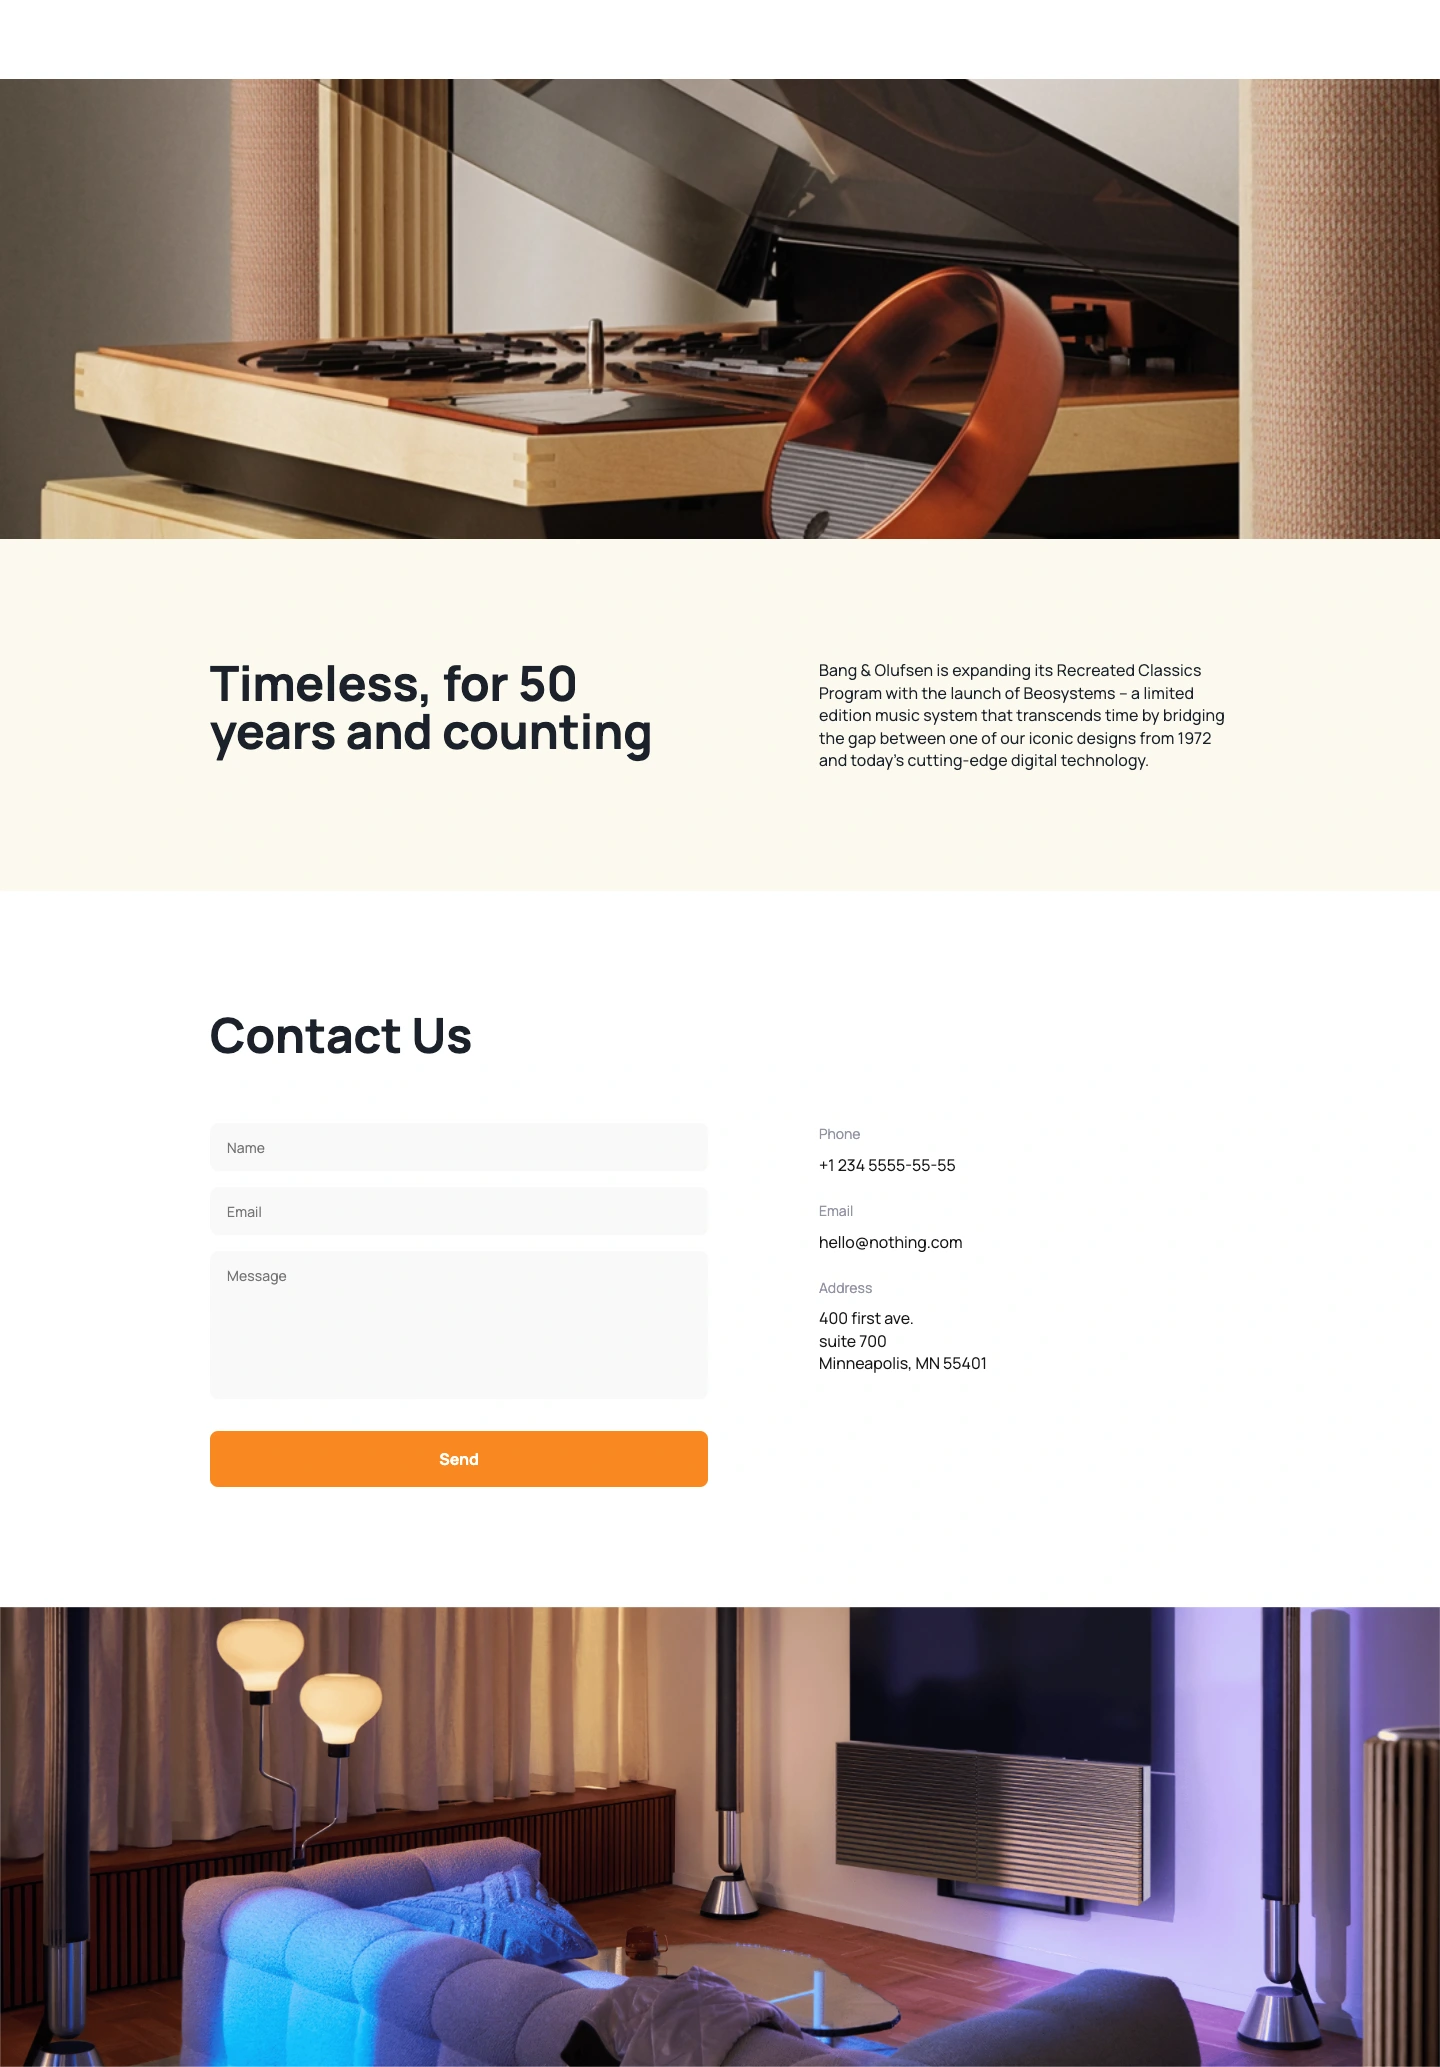 Timeless, for 50
years and counting
Bang & Olufsen is expanding its Recreated Classics
Program with the launch of Beosystems – a limited
edition music system that transcends time by bridging
the gap between one of our iconic designs from 1972
and today's cutting-edge digital technology.
Contact Us
Name
Email
Message
Send
Phone
+1 234 5555-55-55
Email
hello@nothing.com
Address
400 first ave.
suite 700
Minneapolis, MN 55401